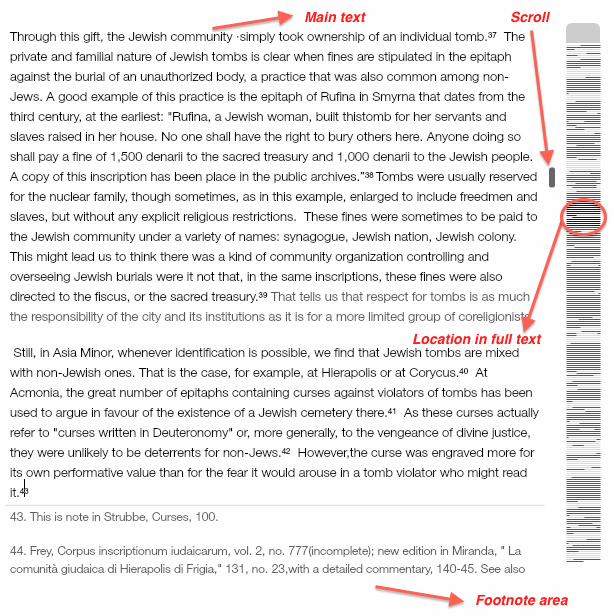 Main text
Scroll
Through this gift, the Jewish community ·simply took ownership of an individual tomb.³⁷  The
private and familial nature of Jewish tombs is clear when fines are stipulated in the epitaph
against the burial of an unauthorized body, a practice that was also common among non-
Jews. A good example of this practice is the epitaph of Rufina in Smyrna that dates from the
third century, at the earliest: "Rufina, a Jewish woman, built thistomb for her servants and
slaves raised in her house. No one shall have the right to bury others here. Anyone doing so
shall pay a fine of 1,500 denarii to the sacred treasury and 1,000 denarii to the Jewish people.
A copy of this inscription has been place in the public archives."³⁸ Tombs were usually reserved
for the nuclear family, though sometimes, as in this example, enlarged to include freedmen and
slaves, but without any explicit religious restrictions.  These fines were sometimes to be paid to
the Jewish community under a variety of names: synagogue, Jewish nation, Jewish colony.
This might lead us to think there was a kind of community organization controlling and
overseeing Jewish burials were it not that, in the same inscriptions, these fines were also
directed to the fiscus, or the sacred treasury.³⁹ That tells us that respect for tombs is as much
the responsibility of the city and its institutions as it is for a more limited group of coreligionists
Location in full text
Still, in Asia Minor, whenever identification is possible, we find that Jewish tombs are mixed
with non-Jewish ones. That is the case, for example, at Hierapolis or at Corycus.⁴⁰  At
Acmonia, the great number of epitaphs containing curses against violators of tombs has been
used to argue in favour of the existence of a Jewish cemetery there.⁴¹  As these curses actually
refer to "curses written in Deuteronomy" or, more generally, to the vengeance of divine justice,
they were unlikely to be deterrents for non-Jews.⁴²  However,the curse was engraved more for
its own performative value than for the fear it would arouse in a tomb violator who might read
it.⁴³
43. This is note in Strubbe, Curses, 100.
44. Frey, Corpus inscriptionum iudaicarum, vol. 2, no. 777(incomplete); new edition in Miranda, " La
comunità giudaica di Hierapolis di Frigia," 131, no. 23,with a detailed commentary, 140-45. See also
Footnote area